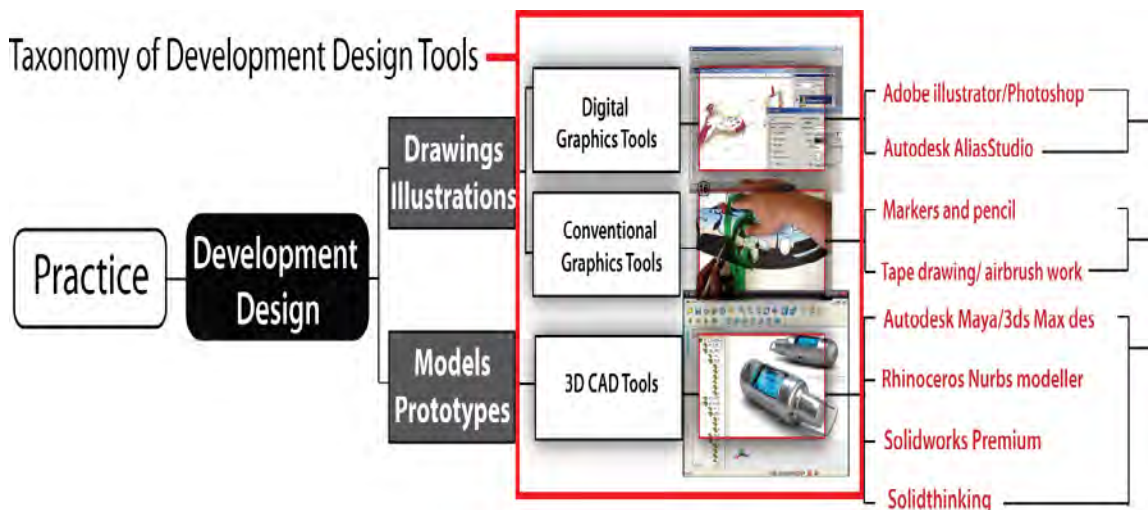 Taxonomy of Development Design Tools
Practice
Development
Design
Drawings
Illustrations
Models
Prototypes
Digital
Graphics Tools
Conventional
Graphics Tools
3D CAD Tools
Adobe illustrator/Photoshop
Autodesk AliasStudio
Markers and pencil
Tape drawing/ airbrush work
Autodesk Maya/3ds Max des
Rhinoceros Nurbs modeller
Solidworks Premium
Solidthinking